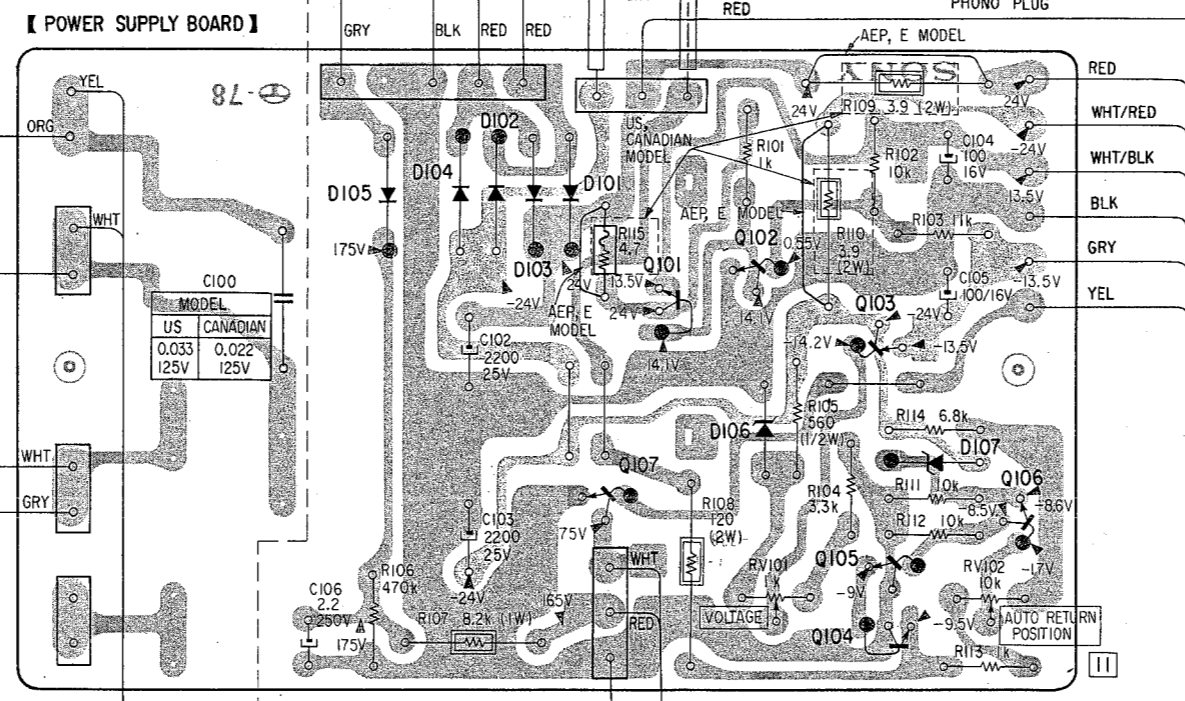 【 POWER SUPPLY BOARD 】
GRY
BLK
RED
RED
RED
PHONO PLUG
AEP, E MODEL
YEL
ORG
WHT
78
SONY
RED
WHT/RED
WHT/BLK
BLK
GRY
YEL
24V
24V
-24V
13.5V
-13.5V
D102
D104
D105
D101
D103
175V
-24V
24V
US,
CANADIAN
MODEL
R101
1k
R109 3.9 (2W)
R102
10k
C104
100
16V
R103 11k
AEP, E MODEL
R115
4.7
Q101
13.5V
24V
AEP, E
MODEL
14.1V
Q102
0.55V
14.1V
R110
3.9
(2W)
C105
100/16V
Q103
-24V
-14.2V
-13.5V
C100
MODEL
US
CANADIAN
0.033
125V
0.022
125V
C102
2200
25V
D106
R105
560
(1/2W)
R114 6.8k
D107
R111 10k
Q106
-8.5V
-8.6V
R112 10k
-17V
WHT
GRY
Q107
75V
R108
120
(2W)
R104
3.3k
C103
2200
25V
-24V
WHT
RED
165V
Q105
-9V
RV101
1k
VOLTAGE
RV102
10k
Q104
-9.5V
AUTO RETURN
POSITION
R113 1k
C106
2.2
250V
175V
R106
470k
R107 8.2k (1W)
11